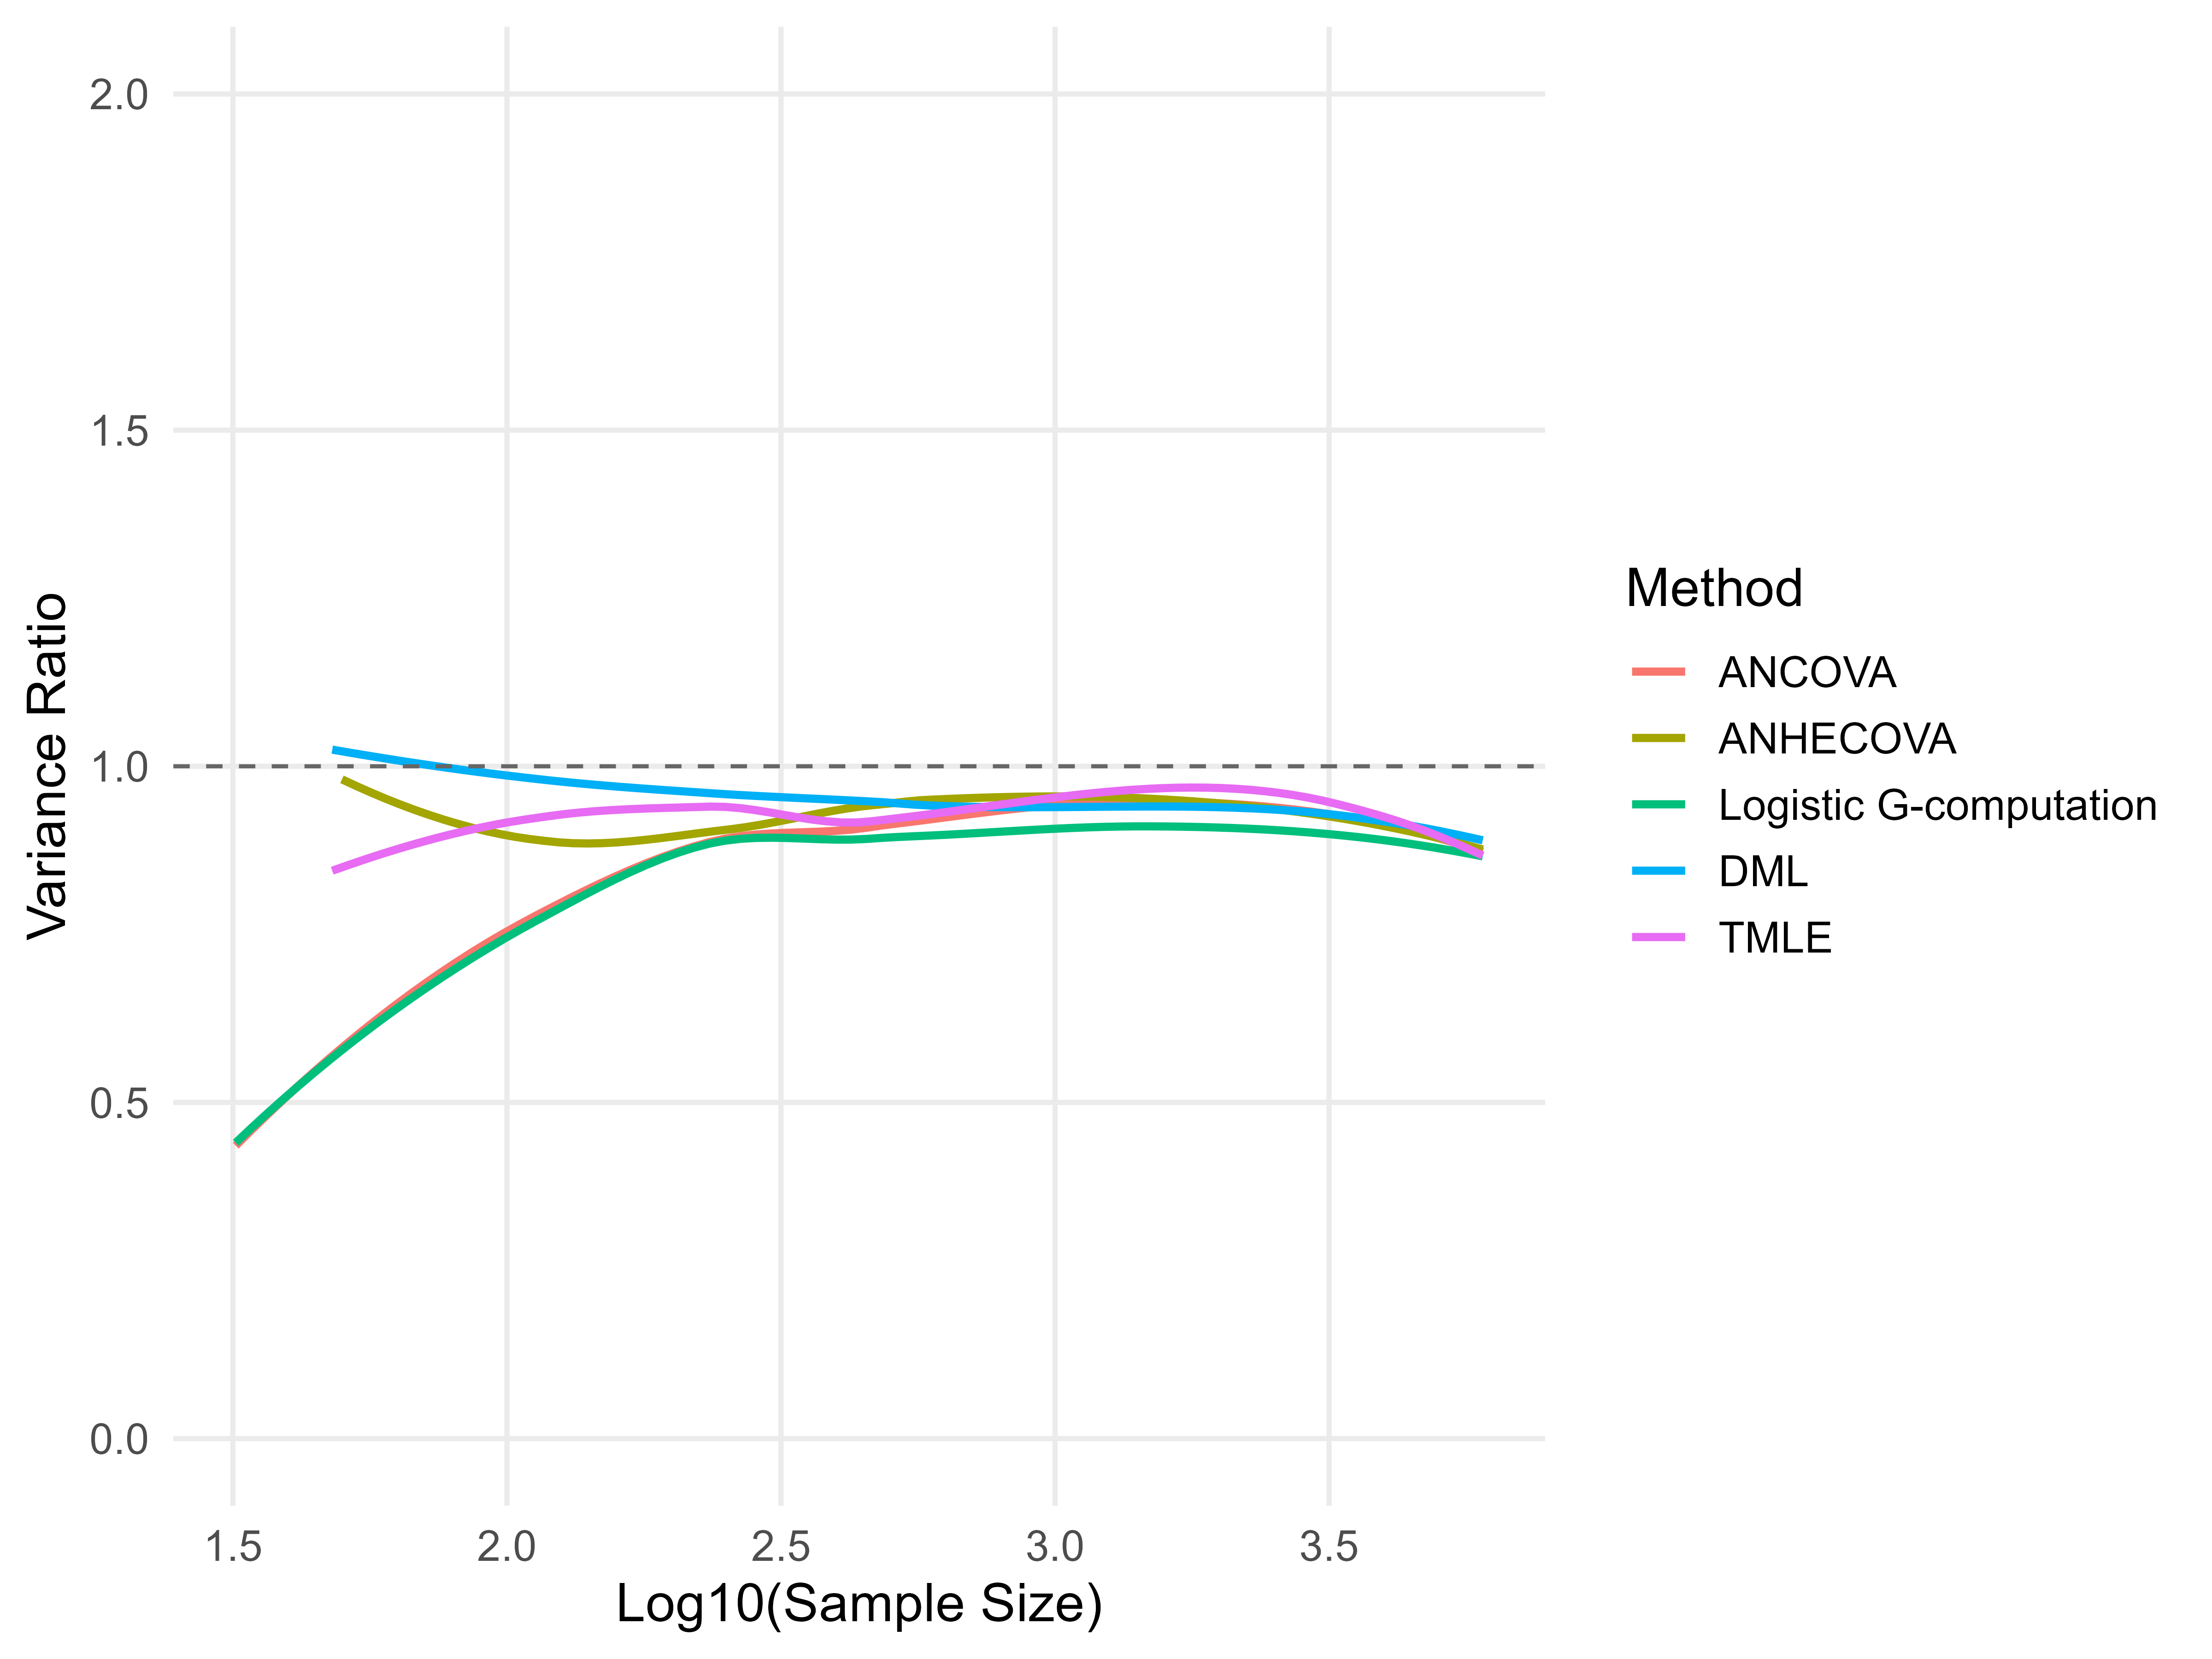 2.0
1.5
1.0
0.5
0.0
Variance Ratio
1.5 2.0 2.5 3.0 3.5
Log10(Sample Size)
Method
ANCOVA
ANHECOVA
Logistic G-computation
DML
TMLE